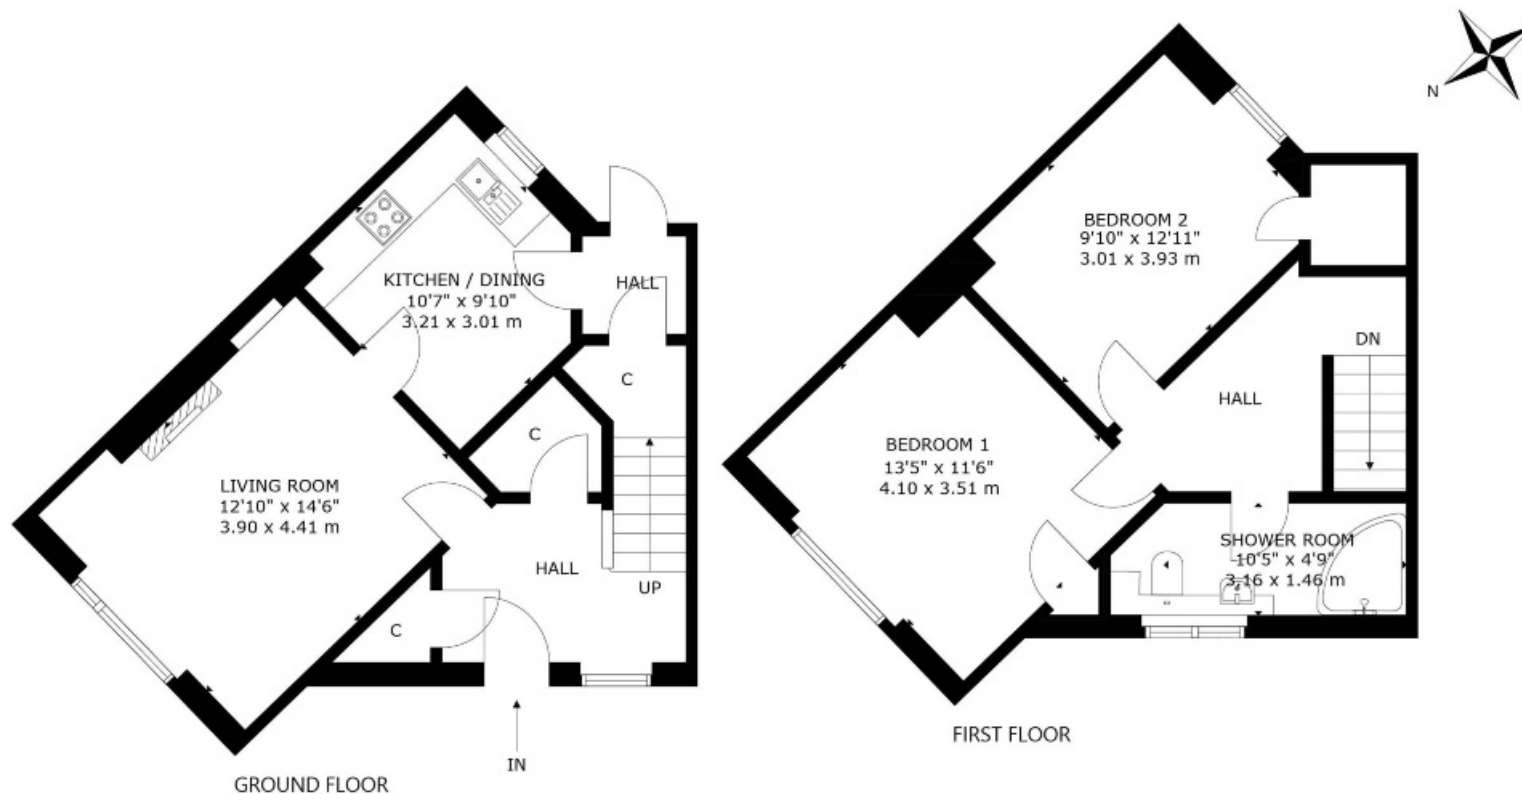 KITCHEN / DINING
10'7" x 9'10"
3.21 x 3.01 m
HALL
C
C
LIVING ROOM
12'10" x 14'6"
3.90 x 4.41 m
HALL
UP
C
IN
GROUND FLOOR
N
BEDROOM 2
9'10" x 12'11"
3.01 x 3.93 m
DN
HALL
BEDROOM 1
13'5" x 11'6"
4.10 x 3.51 m
SHOWER ROOM
10'5" x 4'9"
3.16 x 1.46 m
FIRST FLOOR